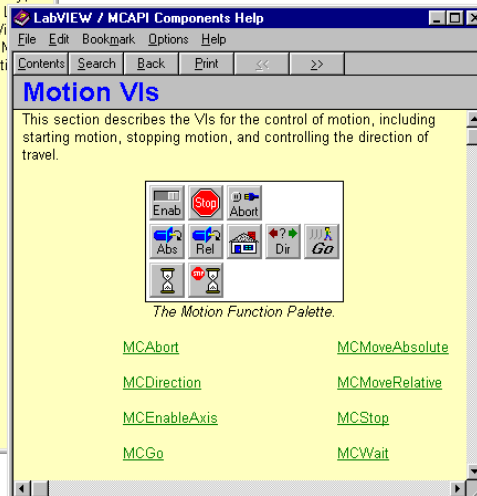 LabVIEW / MCAPI Components Help
File Edit Bookmark Options Help
Contents Search Back Print << >>
Motion VIs
This section describes the VIs for the control of motion, including
starting motion, stopping motion, and controlling the direction of
travel.
Enab Stop Abort
Abs Rel Dir Go
STOP
The Motion Function Palette.
MCAbort MCMoveAbsolute
MCDirection MCMoveRelative
MCEnableAxis MCStop
MCGo MCWait